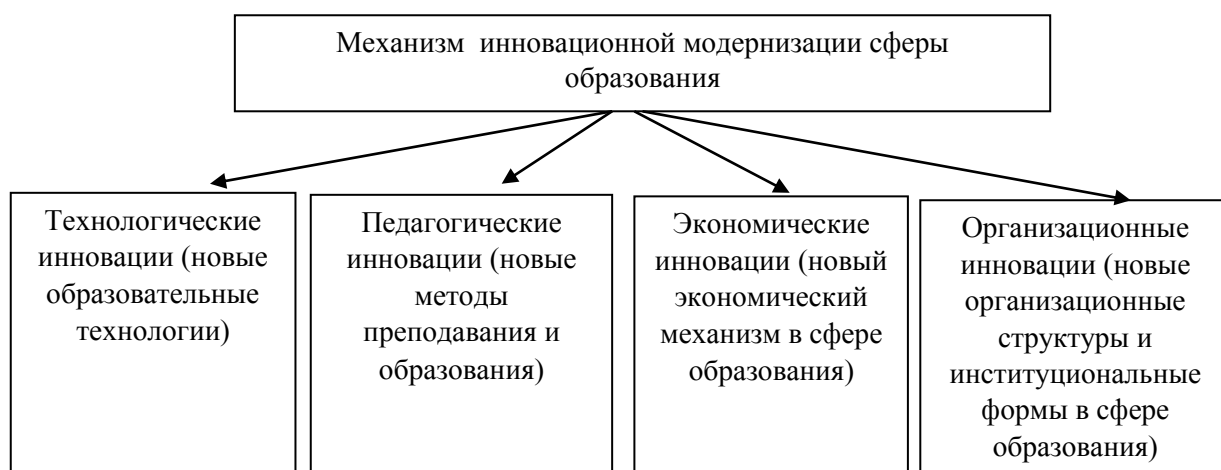 Механизм инновационной модернизации сферы
образования
Технологические
инновации (новые
образовательные
технологии)
Педагогические
инновации (новые
методы
преподавания и
образования)
Экономические
инновации (новый
экономический
механизм в сфере
образования)
Организационные
инновации (новые
организационные
структуры и
институциональные
формы в сфере
образования)